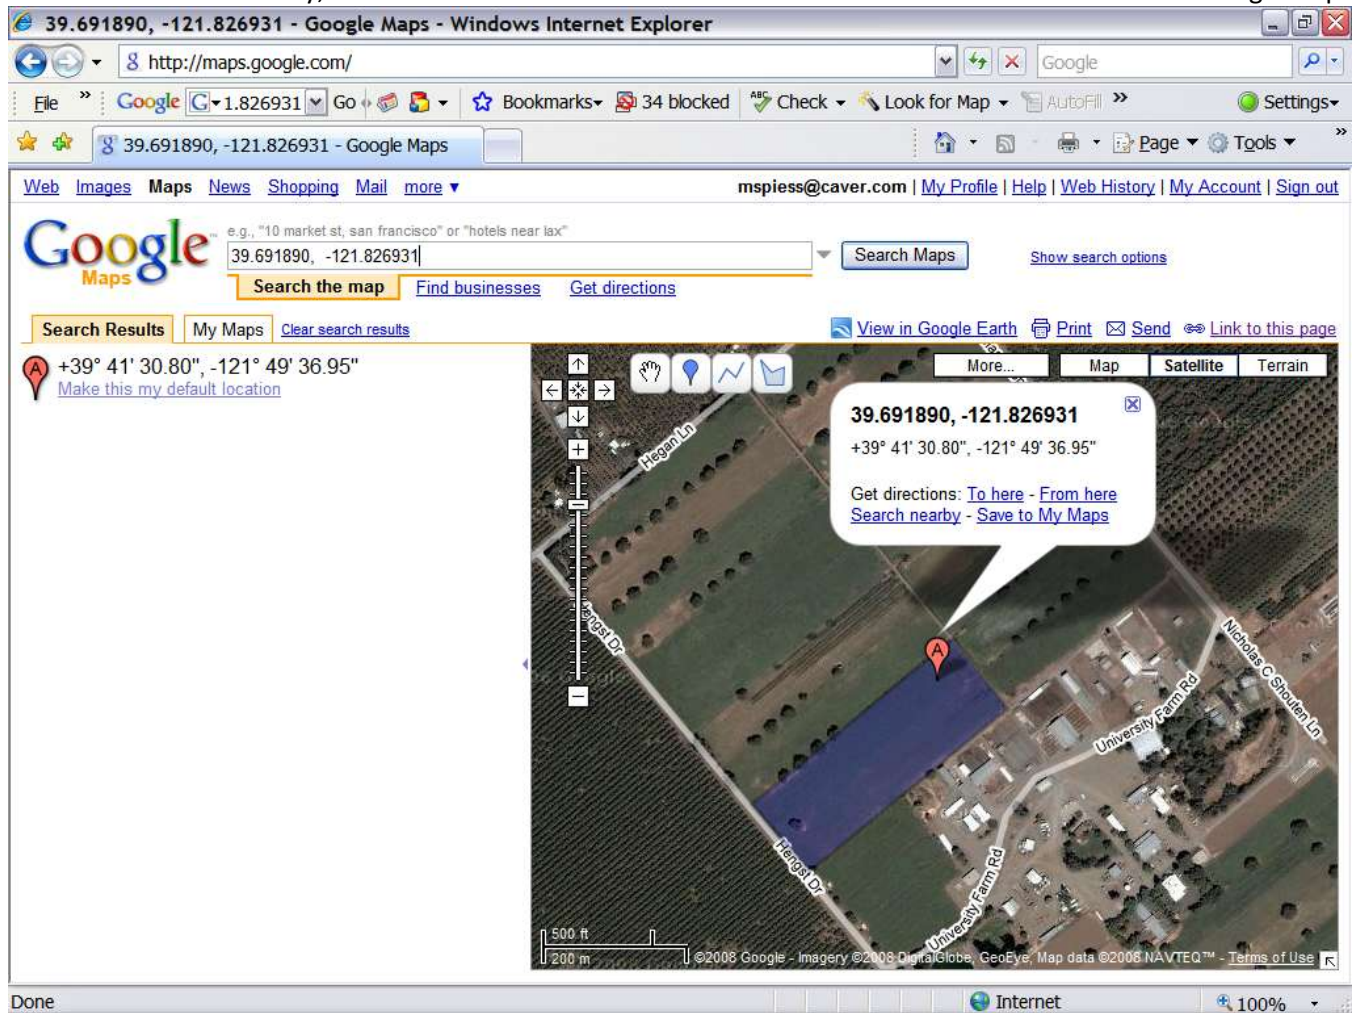 39.691890, -121.826931 - Google Maps - Windows Internet Explorer
http://maps.google.com/
Google
File » Google G 1.826931 Go Bookmarks 34 blocked ABC Check Look for Map AutoFill » Settings
39.691890, -121.826931 - Google Maps
Page Tools »
Web Images Maps News Shopping Mail more
mspiess@caver.com | My Profile | Help | Web History | My Account | Sign out
Google Maps
e.g., "10 market st, san francisco" or "hotels near lax"
39.691890, -121.826931
Search Maps
Show search options
Search the map Find businesses Get directions
Search Results My Maps Clear search results
View in Google Earth Print Send Link to this page
A +39° 41' 30.80", -121° 49' 36.95"
Make this my default location
More... Map Satellite Terrain
39.691890, -121.826931
+39° 41' 30.80", -121° 49' 36.95"
Get directions: To here - From here
Search nearby - Save to My Maps
Hegan Ln
Hengst Dr
A
Nicholas C Shouten Ln
University Farm Rd
Hengst Dr
University Farm Rd
500 ft
200 m
©2008 Google - Imagery ©2008 DigitalGlobe, GeoEye, Map data ©2008 NAVTEQ™ - Terms of Use
Done
Internet
100%